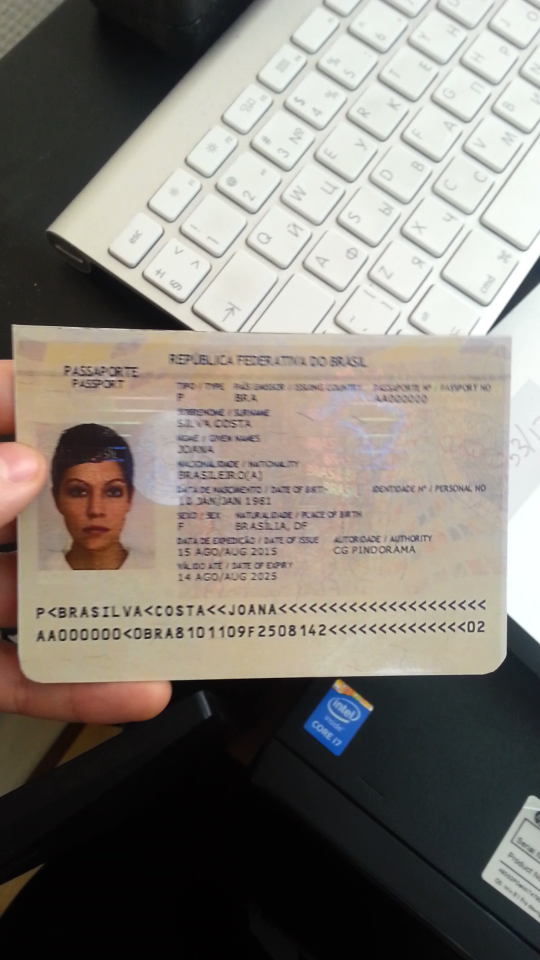 REPÚBLICA FEDERATIVA DO BRASIL
PASSAPORTE
PASSPORT
TIPO / TYPE PAÍS EMISSOR / ISSUING COUNTRY PASSAPORTE Nº / PASSPORT NO
P BRA AA000000
SOBRENOME / SURNAME
SILVA COSTA
NOME / GIVEN NAMES
JOANA
NACIONALIDADE / NATIONALITY
BRASILEIRO(A)
DATA DE NASCIMENTO / DATE OF BIRTH IDENTIDADE Nº / PERSONAL NO
10 JAN/JAN 1981
SEXO / SEX NATURALIDADE / PLACE OF BIRTH
F BRASÍLIA, DF
DATA DE EXPEDIÇÃO / DATE OF ISSUE AUTORIDADE / AUTHORITY
15 AGO/AUG 2015 CG PINDORAMA
VÁLIDO ATÉ / DATE OF EXPIRY
14 AGO/AUG 2025
P<BRASILVA<COSTA<<JOANA<<<<<<<<<<<<<<<<<<<<<
AA000000<0BRA8101109F2508142<<<<<<<<<<<<<<02
esc
cmd
intel
inside
CORE i7
Product